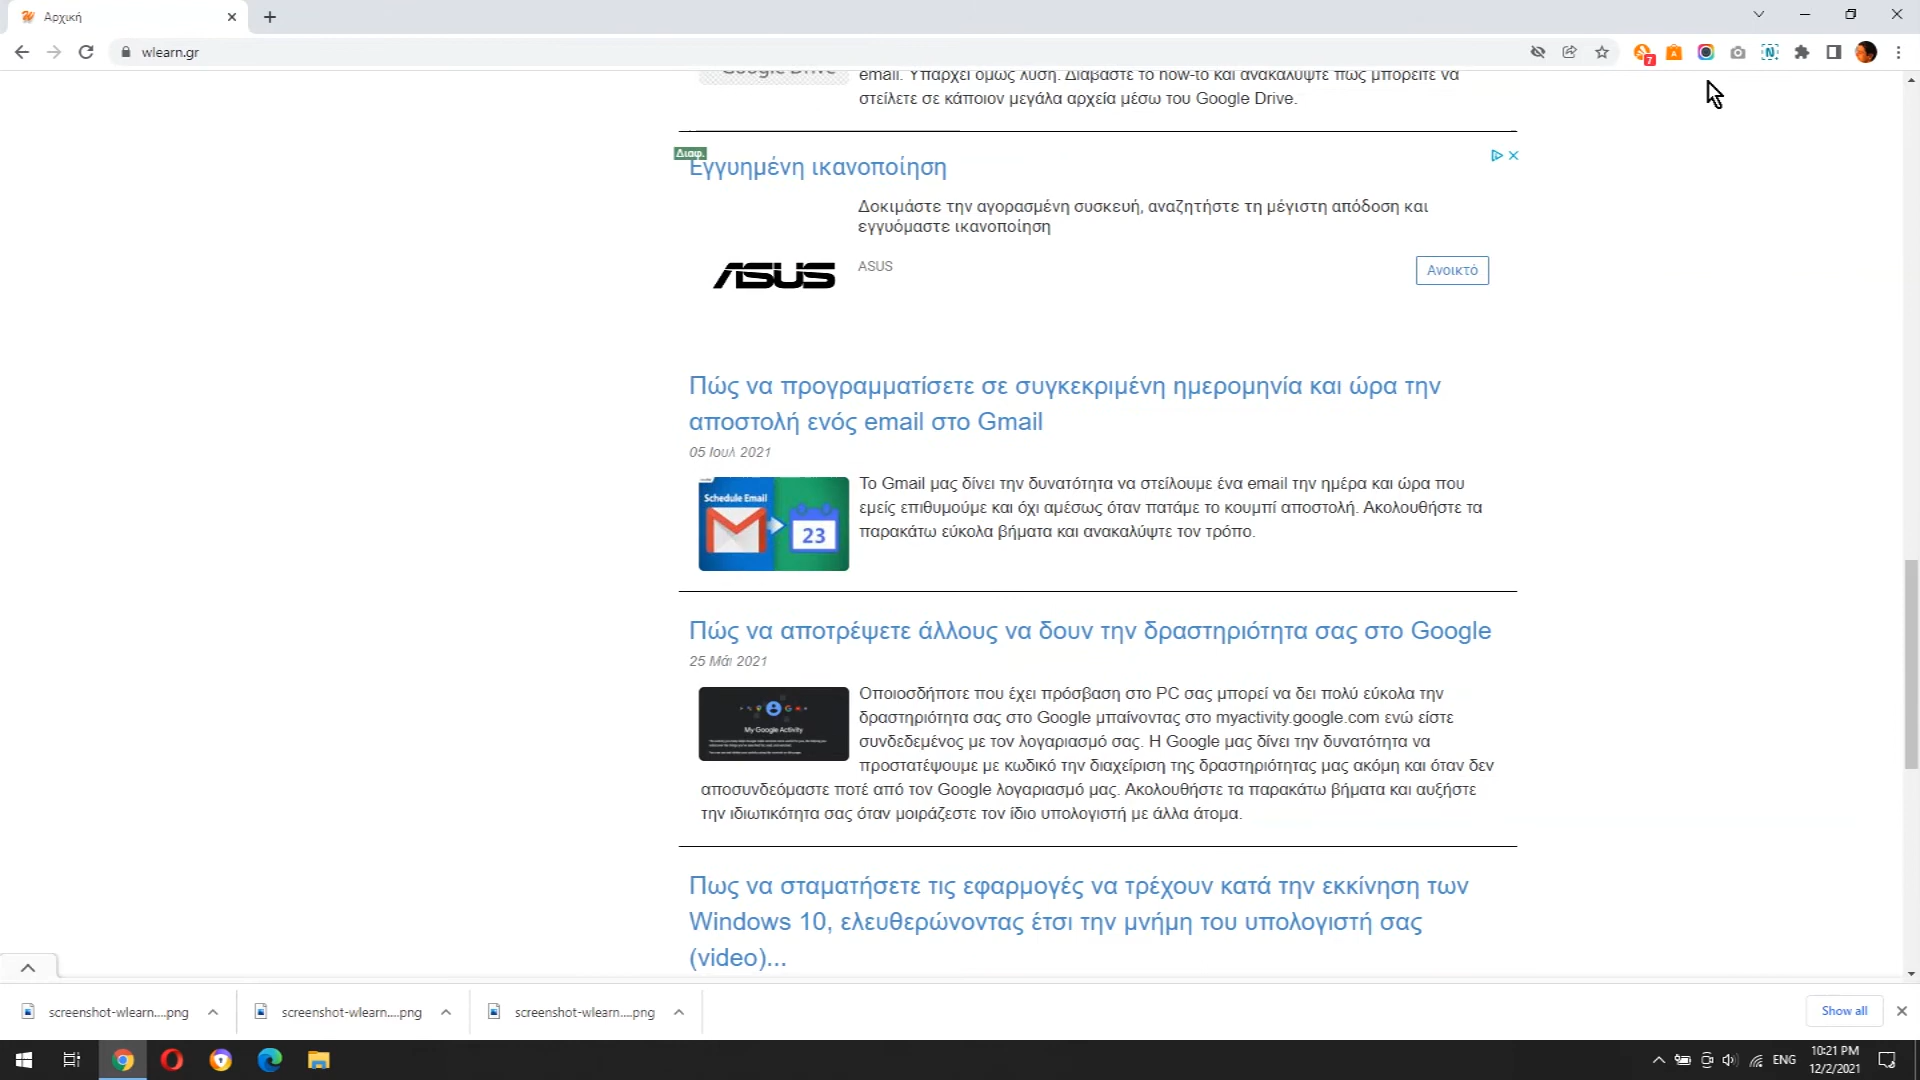 Αρχική
wlearn.gr
7
Google Drive
email. Υπάρχει όμως λύση. Διαβάστε το how-to και ανακαλύψτε πώς μπορείτε να
στείλετε σε κάποιον μεγάλα αρχεία μέσω του Google Drive.
Διαφ.
Εγγυημένη ικανοποίηση
Δοκιμάστε την αγορασμένη συσκευή, αναζητήστε τη μέγιστη απόδοση και
εγγυόμαστε ικανοποίηση
ASUS
ASUS
Ανοικτό
Πώς να προγραμματίσετε σε συγκεκριμένη ημερομηνία και ώρα την
αποστολή ενός email στο Gmail
05 Ιουλ 2021
Schedule Email
23
Το Gmail μας δίνει την δυνατότητα να στείλουμε ένα email την ημέρα και ώρα που
εμείς επιθυμούμε και όχι αμέσως όταν πατάμε το κουμπί αποστολή. Ακολουθήστε τα
παρακάτω εύκολα βήματα και ανακαλύψτε τον τρόπο.
Πώς να αποτρέψετε άλλους να δουν την δραστηριότητα σας στο Google
25 Μάι 2021
My Google Activity
Οποιοσδήποτε που έχει πρόσβαση στο PC σας μπορεί να δει πολύ εύκολα την
δραστηριότητα σας στο Google μπαίνοντας στο myactivity.google.com ενώ είστε
συνδεδεμένος με τον λογαριασμό σας. Η Google μας δίνει την δυνατότητα να
προστατέψουμε με κωδικό την διαχείριση της δραστηριότητας μας ακόμη και όταν δεν
αποσυνδεόμαστε ποτέ από τον Google λογαριασμό μας. Ακολουθήστε τα παρακάτω βήματα και αυξήστε
την ιδιωτικότητα σας όταν μοιράζεστε τον ίδιο υπολογιστή με άλλα άτομα.
Πως να σταματήσετε τις εφαρμογές να τρέχουν κατά την εκκίνηση των
Windows 10, ελευθερώνοντας έτσι την μνήμη του υπολογιστή σας
(video)...
screenshot-wlearn....png
screenshot-wlearn....png
screenshot-wlearn....png
Show all
ENG
10:21 PM
12/2/2021